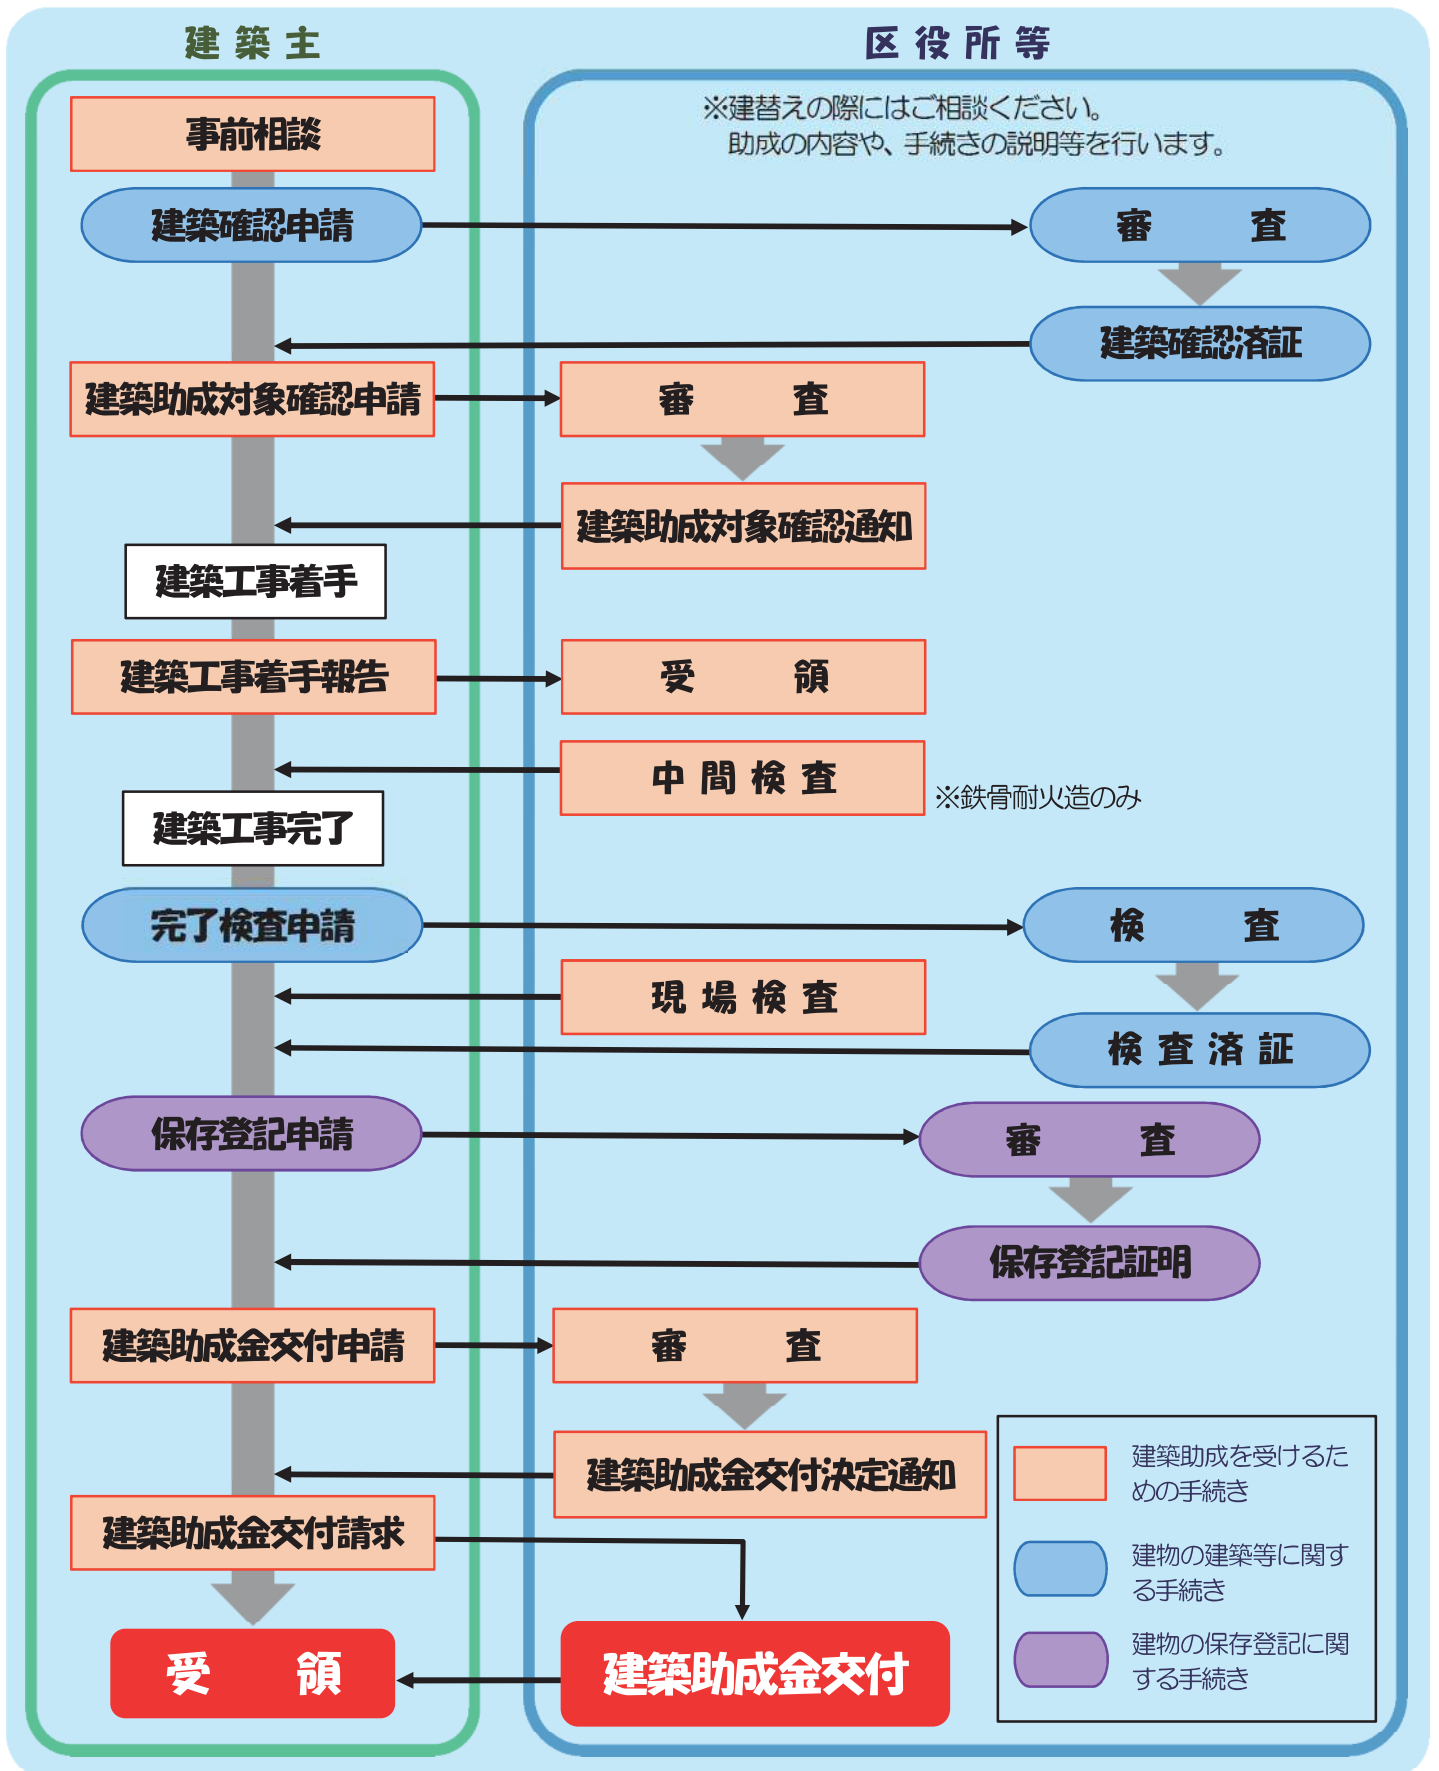 建築主
区役所等
事前相談
※建替えの際にはご相談ください。
助成の内容や、手続きの説明等を行います。
建築確認申請
審査
建築確認済証
建築助成対象確認申請
審査
建築助成対象確認通知
建築工事着手
建築工事着手報告
受領
中間検査
※鉄骨耐火造のみ
建築工事完了
完了検査申請
検査
現場検査
検査済証
保存登記申請
審査
保存登記証明
建築助成金交付申請
審査
建築助成金交付決定通知
建築助成金交付請求
受領
建築助成金交付
建築助成を受けるた
めの手続き
建物の建築等に関す
る手続き
建物の保存登記に関
する手続き